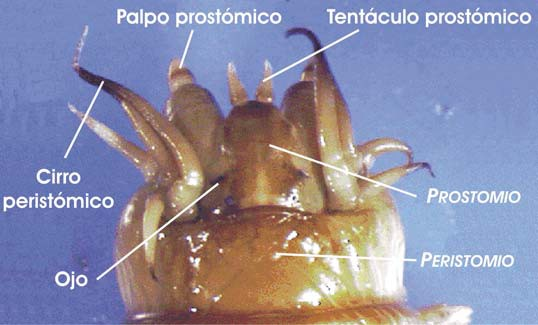 Palpo prostómico
Tentáculo prostómico
Cirro
peristómico
PROSTOMIO
PERISTOMIO
Ojo